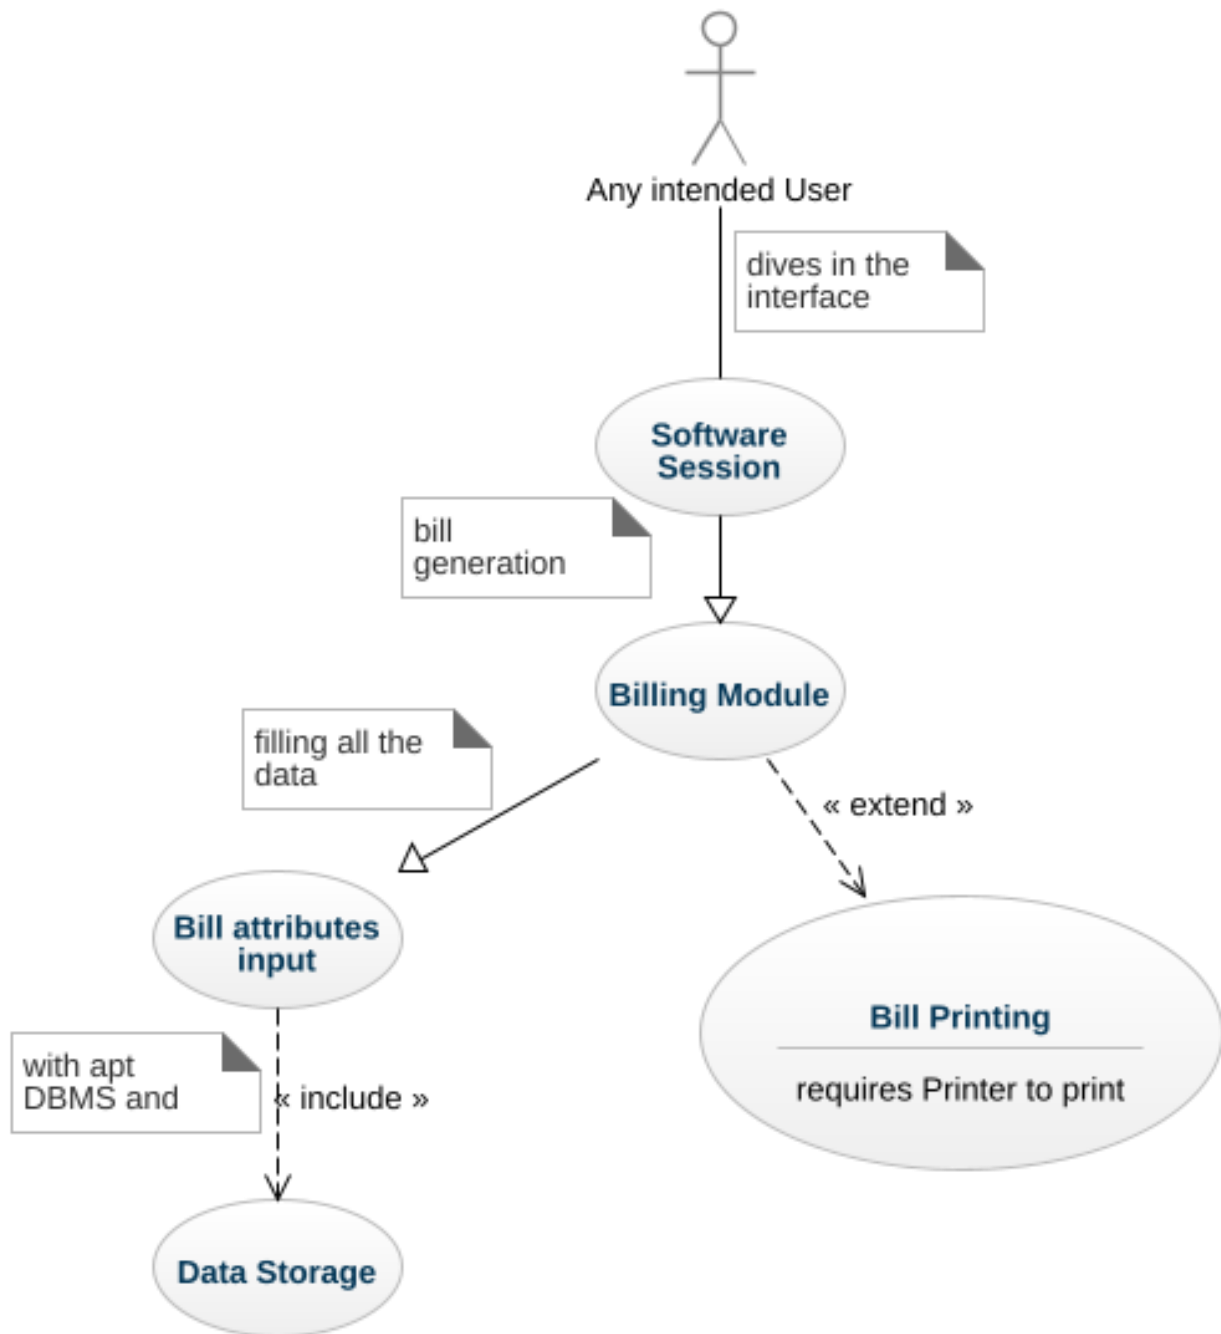 Any intended User
dives in the
interface
Software
Session
bill
generation
Billing Module
filling all the
data
« extend »
Bill attributes
input
Bill Printing
requires Printer to print
with apt
DBMS and
« include »
Data Storage